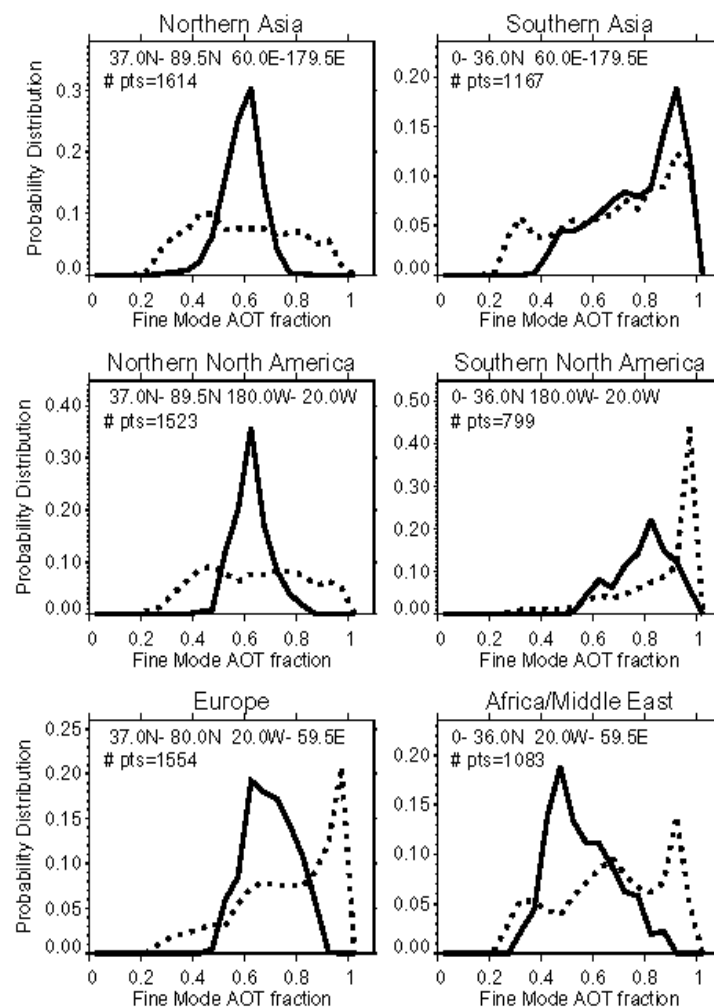 Northern Asia
37.0N- 89.5N 60.0E-179.5E
# pts=1614
Probability Distribution
0.3
0.2
0.1
0.00
0 0.2 0.4 0.6 0.8 1
Fine Mode AOT fraction
Southern Asia
0- 36.0N 60.0E-179.5E
# pts=1167
0.20
0.15
0.10
0.05
0.00
0 0.2 0.4 0.6 0.8 1
Fine Mode AOT fraction
Northern North America
37.0N- 89.5N 180.0W- 20.0W
# pts=1523
Probability Distribution
0.40
0.30
0.20
0.10
0.00
0 0.2 0.4 0.6 0.8 1
Fine Mode AOT fraction
Southern North America
0- 36.0N 180.0W- 20.0W
# pts=799
0.50
0.40
0.30
0.20
0.10
0.00
0 0.2 0.4 0.6 0.8 1
Fine Mode AOT fraction
Europe
37.0N- 80.0N 20.0W- 59.5E
# pts=1554
Probability Distribution
0.25
0.20
0.15
0.10
0.05
0.00
0 0.2 0.4 0.6 0.8 1
Fine Mode AOT fraction
Africa/Middle East
0- 36.0N 20.0W- 59.5E
# pts=1083
0.20
0.15
0.10
0.05
0.00
0 0.2 0.4 0.6 0.8 1
Fine Mode AOT fraction